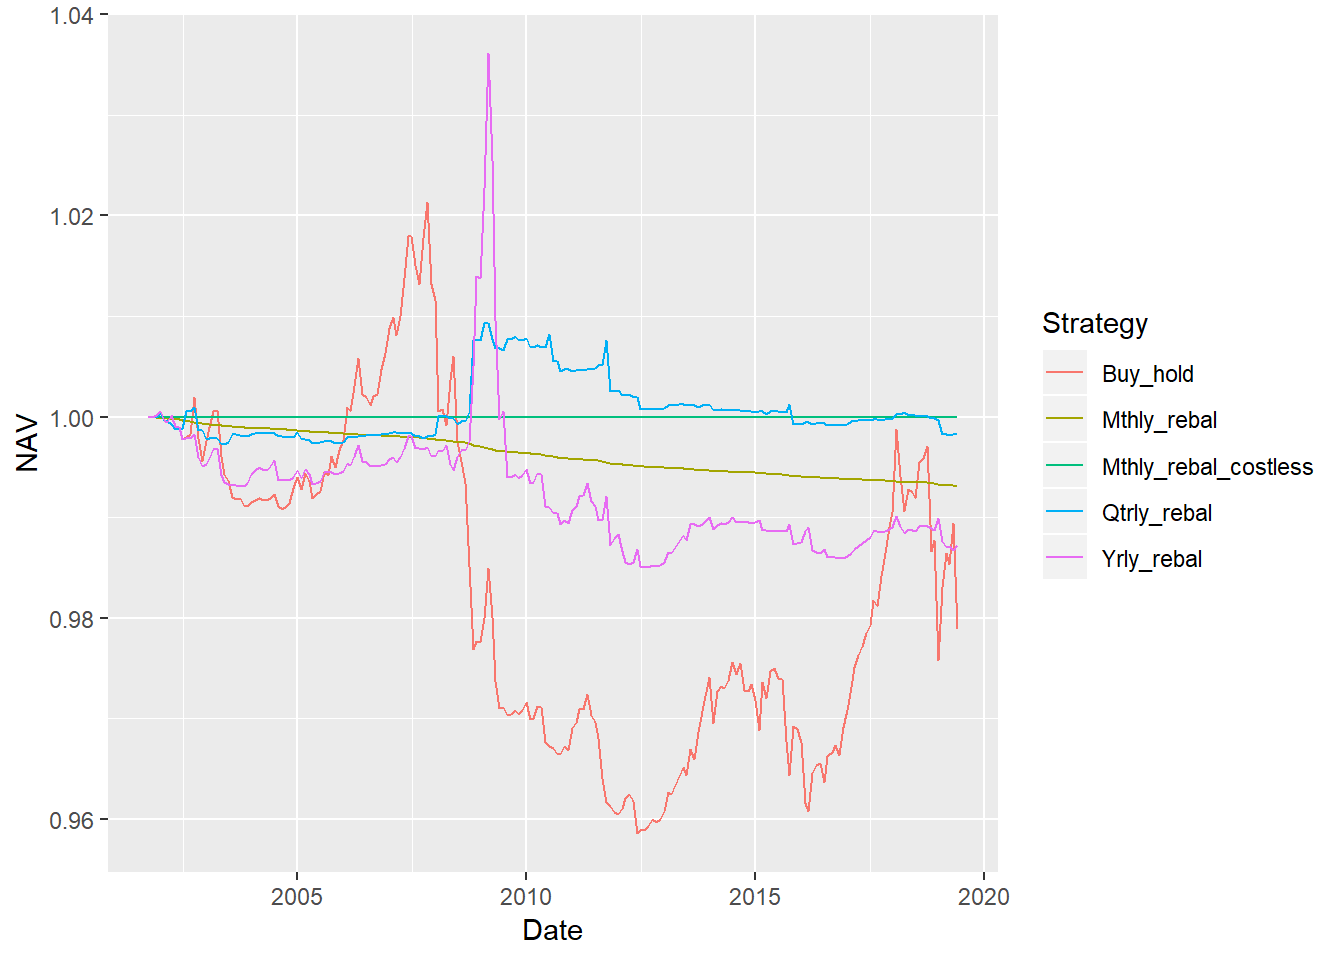 1.04
1.02
1.00
0.98
0.96
NAV
2005
2010
2015
2020
Date
Strategy
Buy_hold
Mthly_rebal
Mthly_rebal_costless
Qtrly_rebal
Yrly_rebal